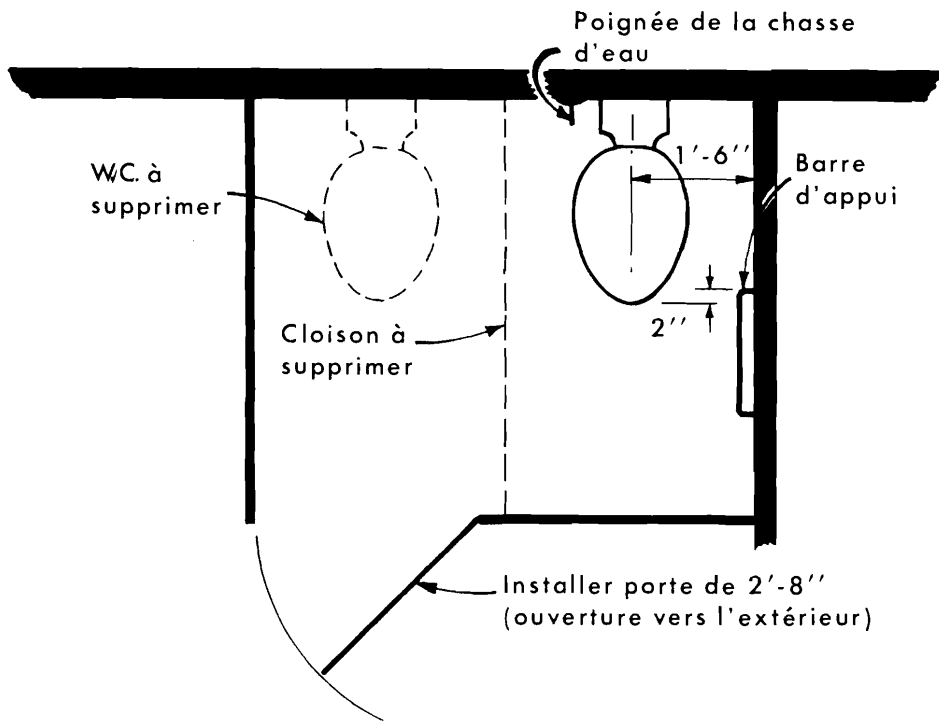 Poignée de la chasse
d'eau
1'-6''
Barre
d'appui
W.C. à
supprimer
2''
Cloison à
supprimer
Installer porte de 2'-8''
(ouverture vers l'extérieur)